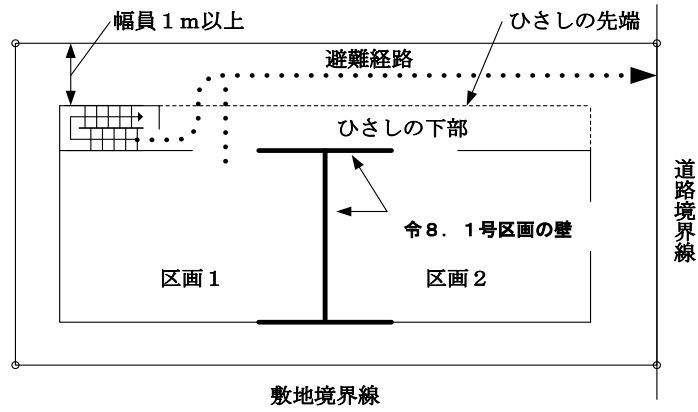 幅員1m以上
ひさしの先端
避難経路
ひさしの下部
道路境界線
令8.1号区画の壁
区画1
区画2
敷地境界線